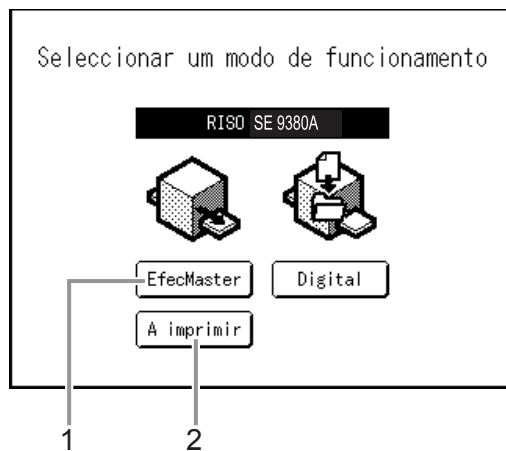 Seleccionar um modo de funcionamento
RISO SE 9380A
EfecMaster Digital
A imprimir
1 2